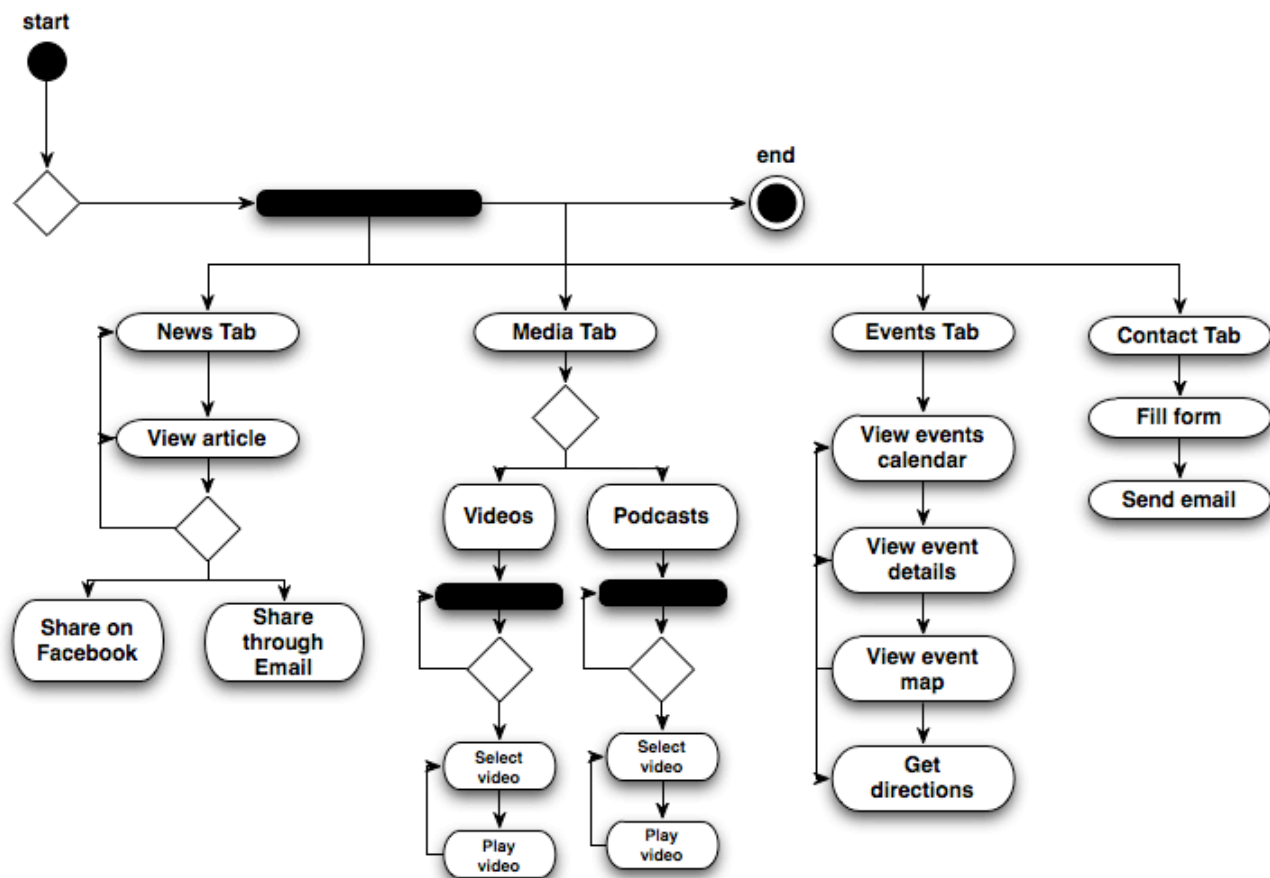 start
end
News Tab
Media Tab
Events Tab
Contact Tab
View article
Fill form
View events
calendar
Send email
Videos
Podcasts
View event
details
Share on
Facebook
Share
through
Email
View event
map
Select
video
Select
video
Get
directions
Play
video
Play
video